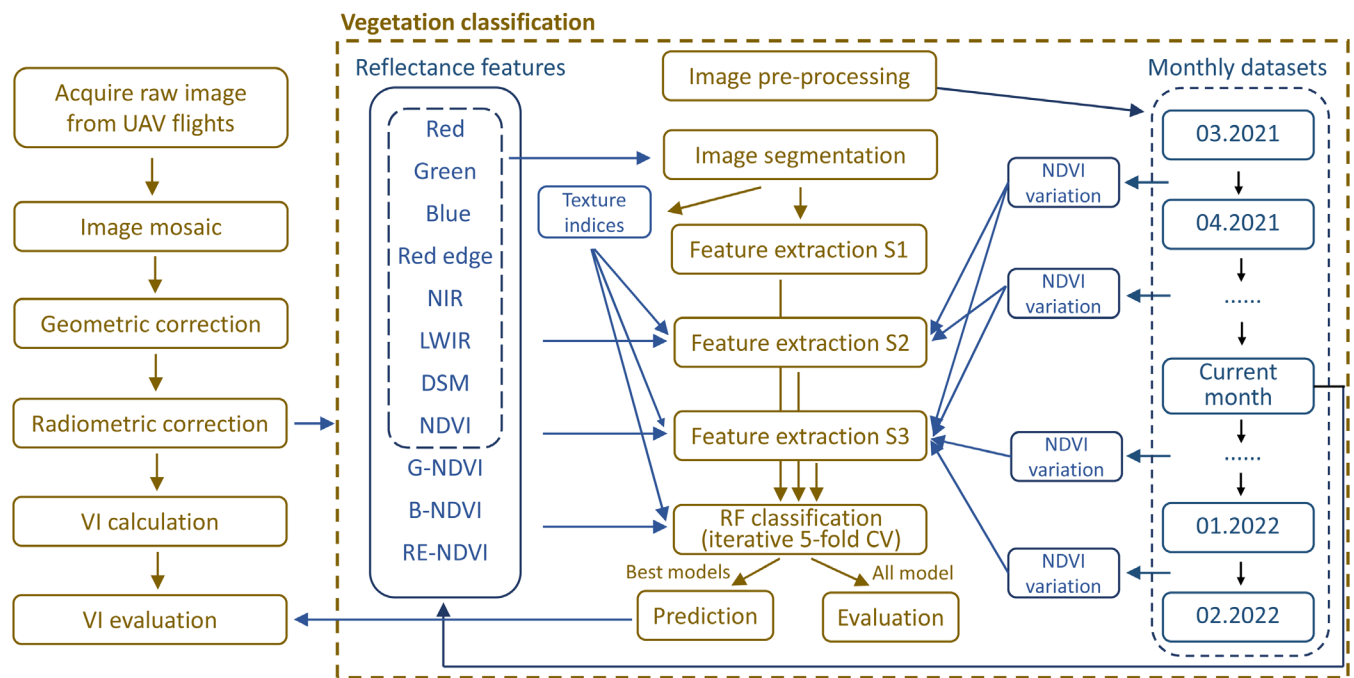 Vegetation classification
Acquire raw image
from UAV flights
Image mosaic
Geometric correction
Radiometric correction
VI calculation
VI evaluation
Reflectance features
Red
Green
Blue
Red edge
NIR
LWIR
DSM
NDVI
G-NDVI
B-NDVI
RE-NDVI
Image pre-processing
Image segmentation
Texture
indices
Feature extraction S1
Feature extraction S2
Feature extraction S3
RF classification
(iterative 5-fold CV)
Best models
All model
Prediction
Evaluation
NDVI
variation
NDVI
variation
NDVI
variation
NDVI
variation
Monthly datasets
03.2021
04.2021
......
Current
month
......
01.2022
02.2022